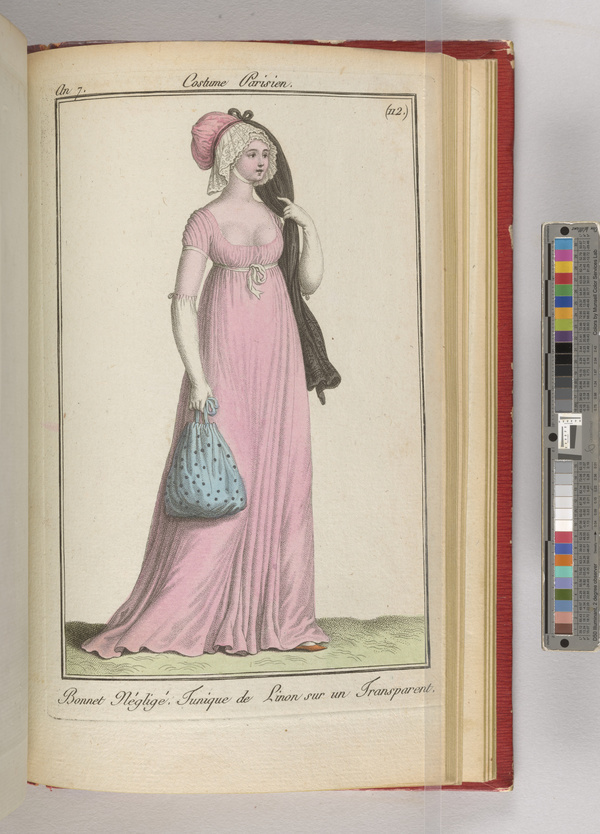 An 7.
Costume Parisien.
(112.)
Bonnet Négligé. Tunique de Linon sur un Transparent.